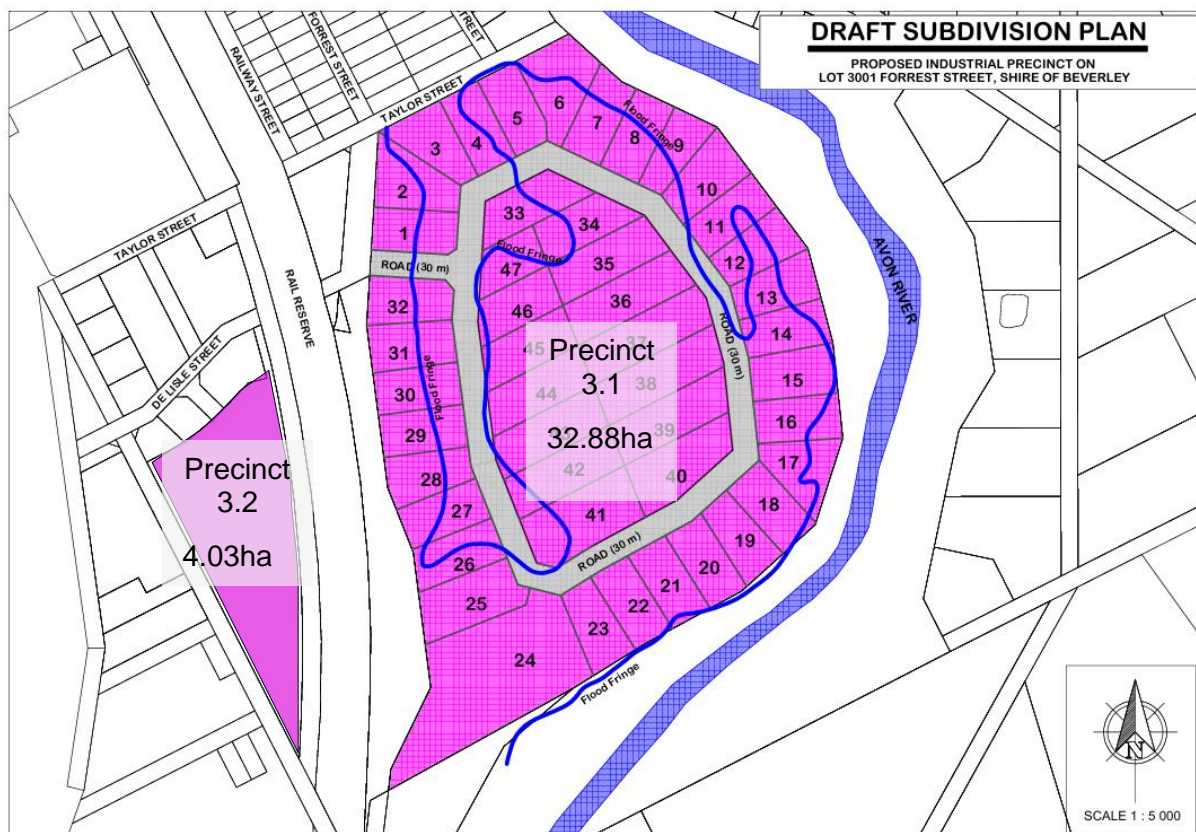 DRAFT SUBDIVISION PLAN
PROPOSED INDUSTRIAL PRECINCT ON
LOT 3001 FORREST STREET, SHIRE OF BEVERLEY
FORREST STREET
STREET
RAILWAY STREET
TAYLOR STREET
TAYLOR STREET
RAIL RESERVE
DE LISLE STREET
AVON RIVER
Flood Fringe
Flood Fringe
Flood Fringe
Flood Fringe
ROAD (30 m)
ROAD (30 m)
ROAD (30 m)
1
2
3
4
5
6
7
8
9
10
11
12
13
14
15
16
17
18
19
20
21
22
23
24
25
26
27
28
29
30
31
32
33
34
35
36
37
38
39
40
41
42
44
45
46
47
Precinct
3.1
32.88ha
Precinct
3.2
4.03ha
N
SCALE 1 : 5 000